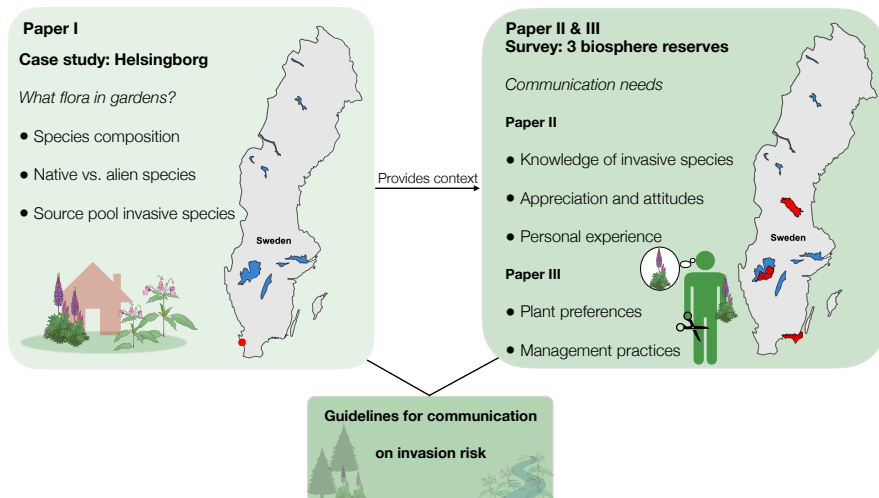 Paper I
Case study: Helsingborg
What flora in gardens?
• Species composition
• Native vs. alien species
• Source pool invasive species
Sweden
Provides context
Paper II & III
Survey: 3 biosphere reserves
Communication needs
Paper II
• Knowledge of invasive species
• Appreciation and attitudes
• Personal experience
Paper III
• Plant preferences
• Management practices
Sweden
Guidelines for communication
on invasion risk